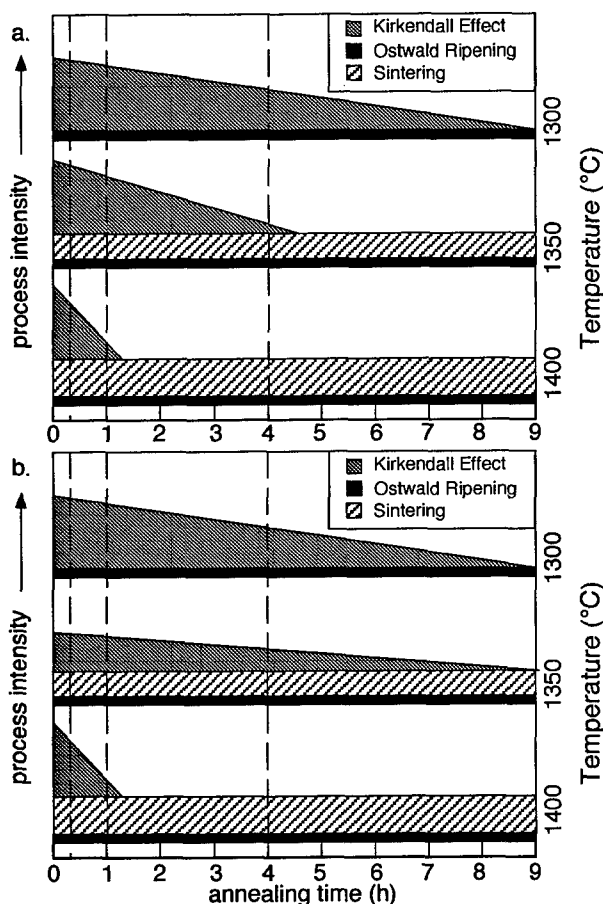 a.
Kirkendall Effect
Ostwald Ripening
Sintering
process intensity
1300
1350
1400
Temperature (°C)
0 1 2 3 4 5 6 7 8 9
b.
Kirkendall Effect
Ostwald Ripening
Sintering
process intensity
1300
1350
1400
Temperature (°C)
0 1 2 3 4 5 6 7 8 9
annealing time (h)